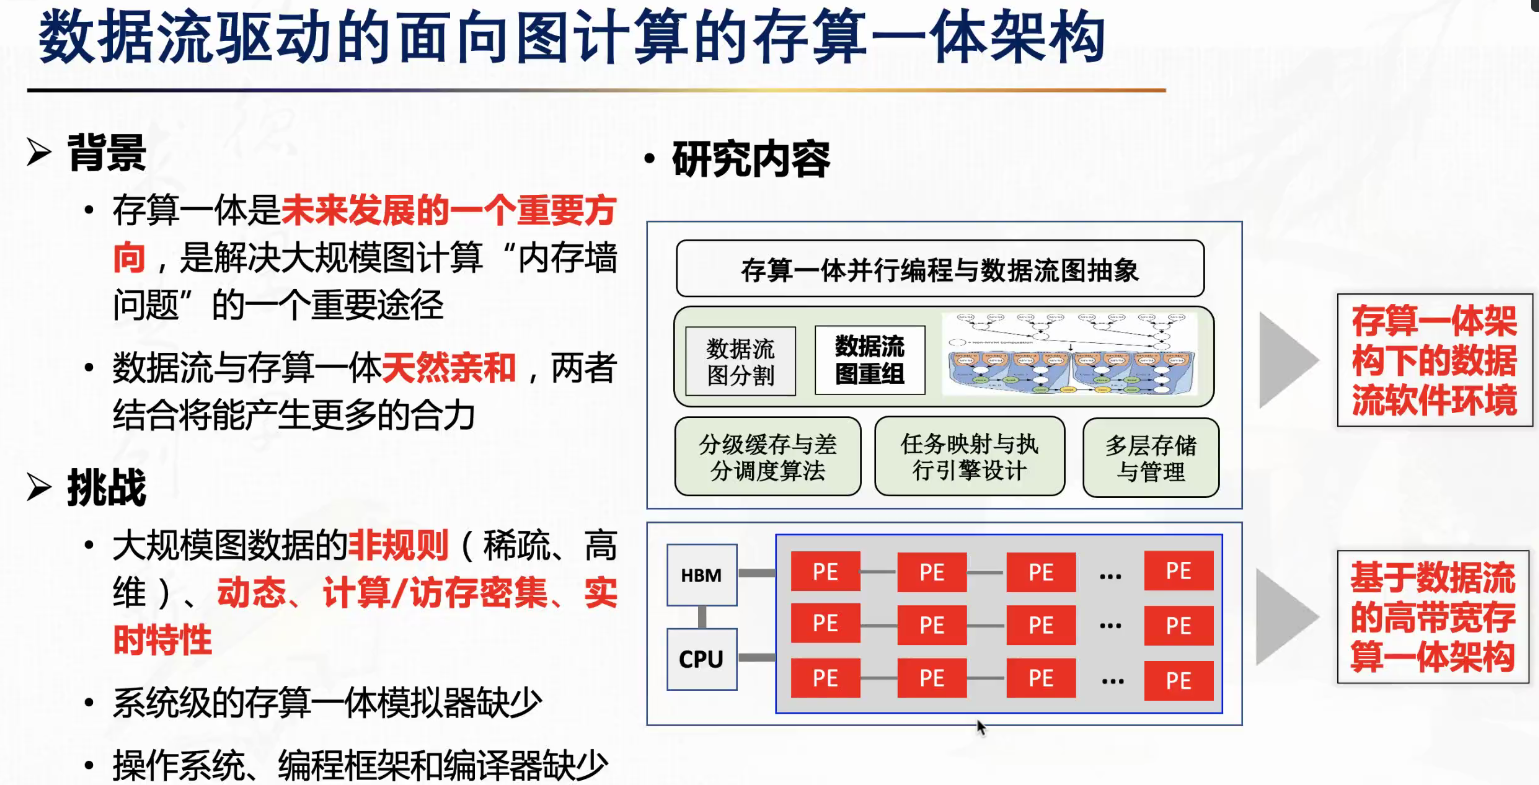 数据流驱动的面向图计算的存算一体架构
➢ 背景
• 存算一体是未来发展的一个重要方
向，是解决大规模图计算“内存墙
问题”的一个重要途径
• 数据流与存算一体天然亲和，两者
结合将能产生更多的合力
➢ 挑战
• 大规模图数据的非规则（稀疏、高
维）、动态、计算/访存密集、实
时特性
• 系统级的存算一体模拟器缺少
• 操作系统、编程框架和编译器缺少
• 研究内容
存算一体并行编程与数据流图抽象
数据流
图分割
数据流
图重组
分级缓存与差
分调度算法
任务映射与执
行引擎设计
多层存储
与管理
存算一体架
构下的数据
流软件环境
HBM
CPU
PE PE PE ... PE
PE PE PE ... PE
PE PE PE ... PE
基于数据流
的高带宽存
算一体架构